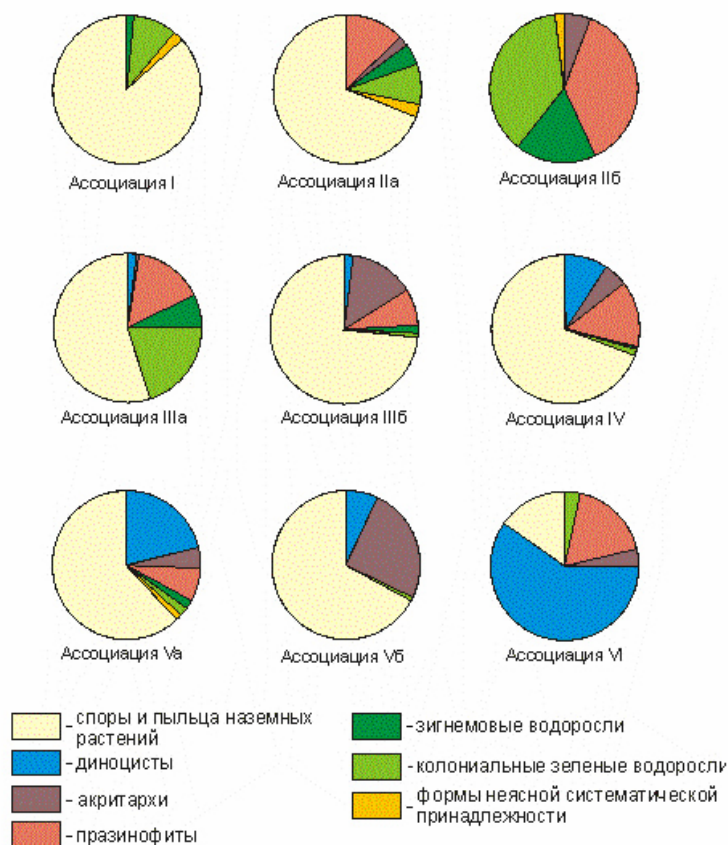 Ассоциация I
Ассоциация IIа
Ассоциация IIб
Ассоциация IIIа
Ассоциация IIIб
Ассоциация IV
Ассоциация Va
Ассоциация Vб
Ассоциация VI
- споры и пыльца наземных
растений
- диноцисты
- акритархи
- празинофиты
- зигнемовые водоросли
- колониальные зеленые водоросли
- формы неясной систематической
принадлежности